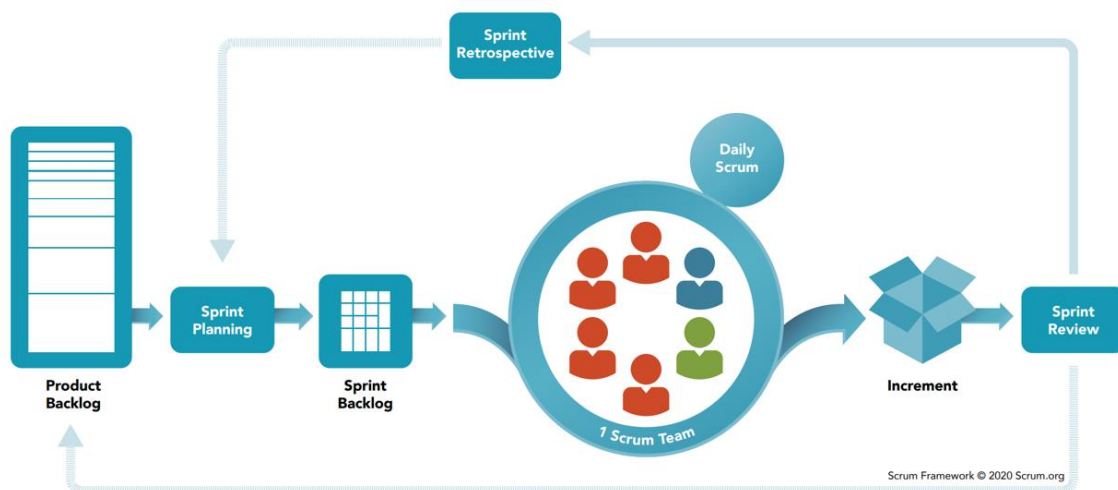 Sprint
Retrospective
Daily
Scrum
Sprint
Planning
Sprint
Review
Product
Backlog
Sprint
Backlog
1 Scrum Team
Increment
Scrum Framework © 2020 Scrum.org